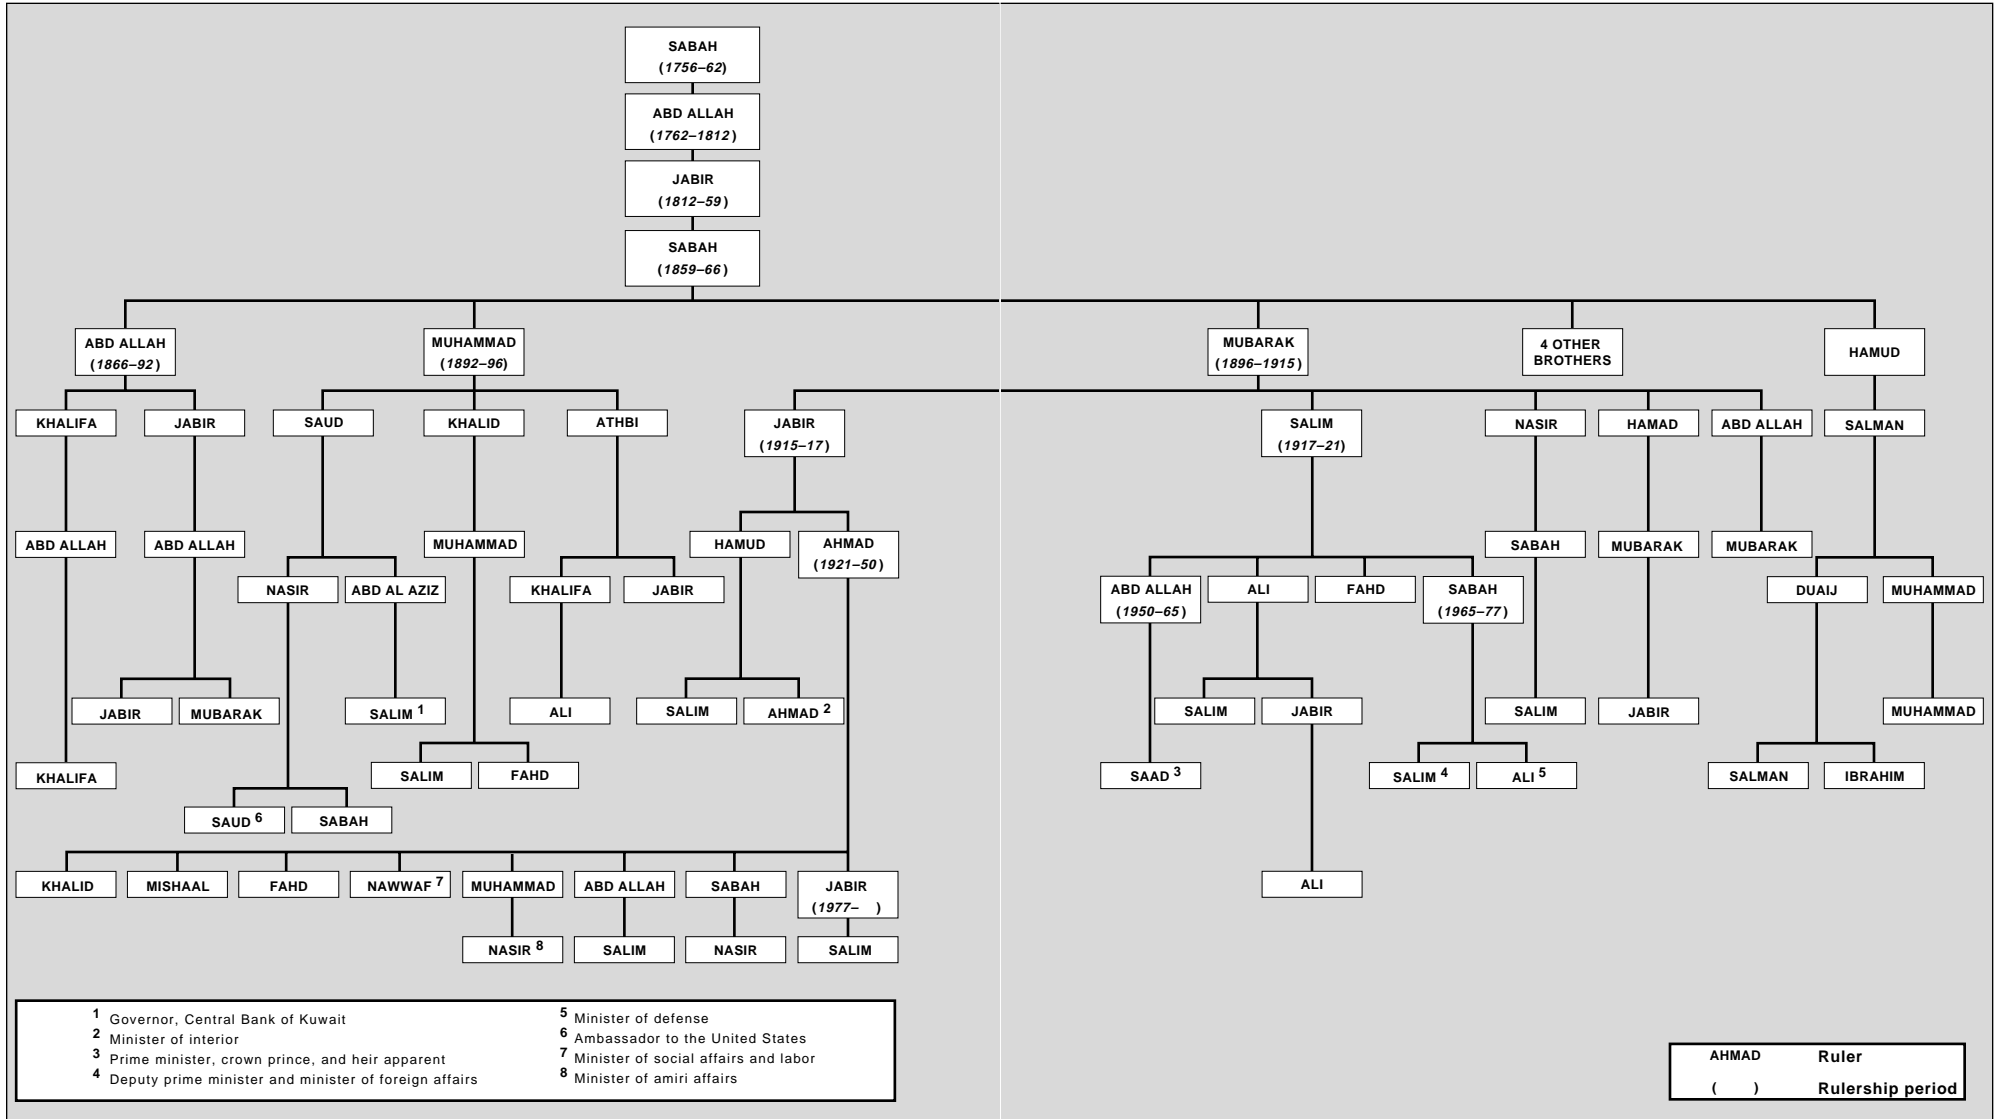 SABAH
(1756–62)
ABD ALLAH
(1762–1812)
JABIR
(1812–59)
SABAH
(1859–66)
ABD ALLAH
(1866–92)
MUHAMMAD
(1892–96)
MUBARAK
(1896–1915)
4 OTHER
BROTHERS
HAMUD
KHALIFA
JABIR
SAUD
KHALID
ATHBI
JABIR
(1915–17)
SALIM
(1917–21)
NASIR
HAMAD
ABD ALLAH
SALMAN
ABD ALLAH
ABD ALLAH
MUHAMMAD
HAMUD
AHMAD
(1921–50)
SABAH
MUBARAK
MUBARAK
NASIR
ABD AL AZIZ
KHALIFA
JABIR
ABD ALLAH
(1950–65)
ALI
FAHD
SABAH
(1965–77)
DUAIJ
MUHAMMAD
JABIR
MUBARAK
SALIM 1
ALI
SALIM
AHMAD 2
SALIM
JABIR
SALIM
JABIR
MUHAMMAD
KHALIFA
SALIM
FAHD
SAAD 3
SALIM 4
ALI 5
SALMAN
IBRAHIM
SAUD 6
SABAH
KHALID
MISHAAL
FAHD
NAWWAF 7
MUHAMMAD
ABD ALLAH
SABAH
JABIR
(1977– )
ALI
NASIR 8
SALIM
NASIR
SALIM
1 Governor, Central Bank of Kuwait
2 Minister of interior
3 Prime minister, crown prince, and heir apparent
4 Deputy prime minister and minister of foreign affairs
5 Minister of defense
6 Ambassador to the United States
7 Minister of social affairs and labor
8 Minister of amiri affairs
AHMAD Ruler
( ) Rulership period